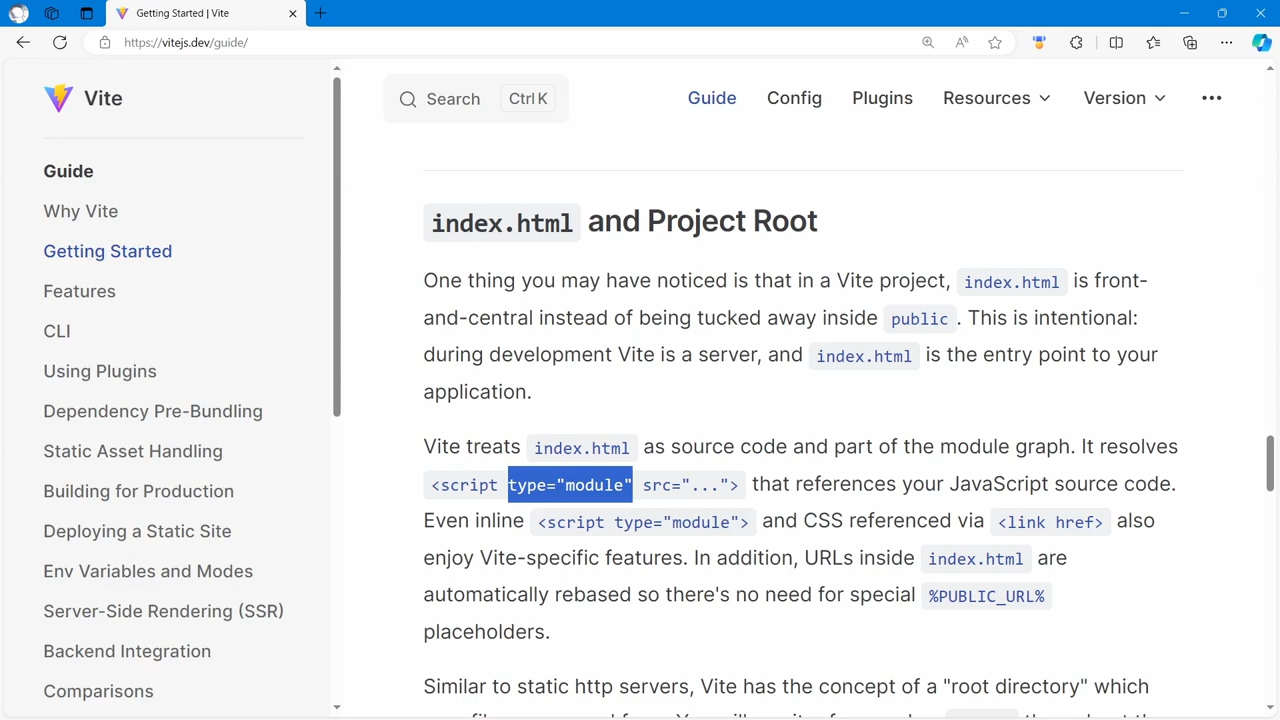 Getting Started | Vite
https://vitejs.dev/guide/
Vite
Search Ctrl K
Guide Config Plugins Resources Version
Guide
Why Vite
Getting Started
Features
CLI
Using Plugins
Dependency Pre-Bundling
Static Asset Handling
Building for Production
Deploying a Static Site
Env Variables and Modes
Server-Side Rendering (SSR)
Backend Integration
Comparisons
index.html and Project Root
One thing you may have noticed is that in a Vite project, index.html is front-
and-central instead of being tucked away inside public. This is intentional:
during development Vite is a server, and index.html is the entry point to your
application.
Vite treats index.html as source code and part of the module graph. It resolves
<script type="module" src="..."> that references your JavaScript source code.
Even inline <script type="module"> and CSS referenced via <link href> also
enjoy Vite-specific features. In addition, URLs inside index.html are
automatically rebased so there's no need for special %PUBLIC_URL%
placeholders.
Similar to static http servers, Vite has the concept of a "root directory" which